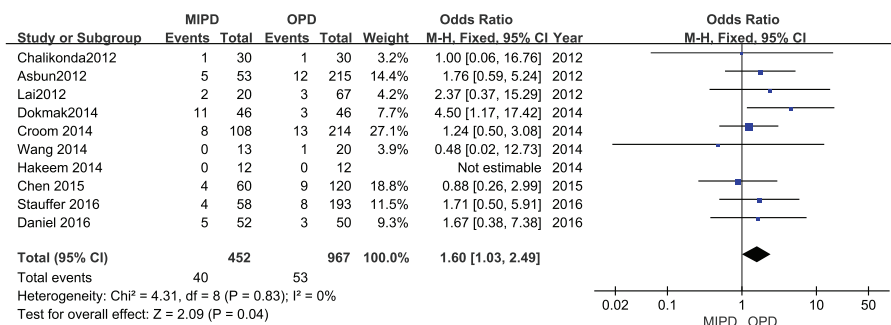 MIPD OPD Odds Ratio Odds Ratio
Study or Subgroup Events Total Events Total Weight M-H, Fixed, 95% CI Year M-H, Fixed, 95% CI
Chalikonda2012 1 30 1 30 3.2% 1.00 [0.06, 16.76] 2012
Asbun2012 5 53 12 215 14.4% 1.76 [0.59, 5.24] 2012
Lai2012 2 20 3 67 4.2% 2.37 [0.37, 15.29] 2012
Dokmak2014 11 46 3 46 7.7% 4.50 [1.17, 17.42] 2014
Croom 2014 8 108 13 214 27.1% 1.24 [0.50, 3.08] 2014
Wang 2014 0 13 1 20 3.9% 0.48 [0.02, 12.73] 2014
Hakeem 2014 0 12 0 12 Not estimable 2014
Chen 2015 4 60 9 120 18.8% 0.88 [0.26, 2.99] 2015
Stauffer 2016 4 58 8 193 11.5% 1.71 [0.50, 5.91] 2016
Daniel 2016 5 52 3 50 9.3% 1.67 [0.38, 7.38] 2016
Total (95% CI) 452 967 100.0% 1.60 [1.03, 2.49]
Total events 40 53
Heterogeneity: Chi² = 4.31, df = 8 (P = 0.83); I² = 0%
Test for overall effect: Z = 2.09 (P = 0.04)
0.02 0.1 1 10 50
MIPD OPD